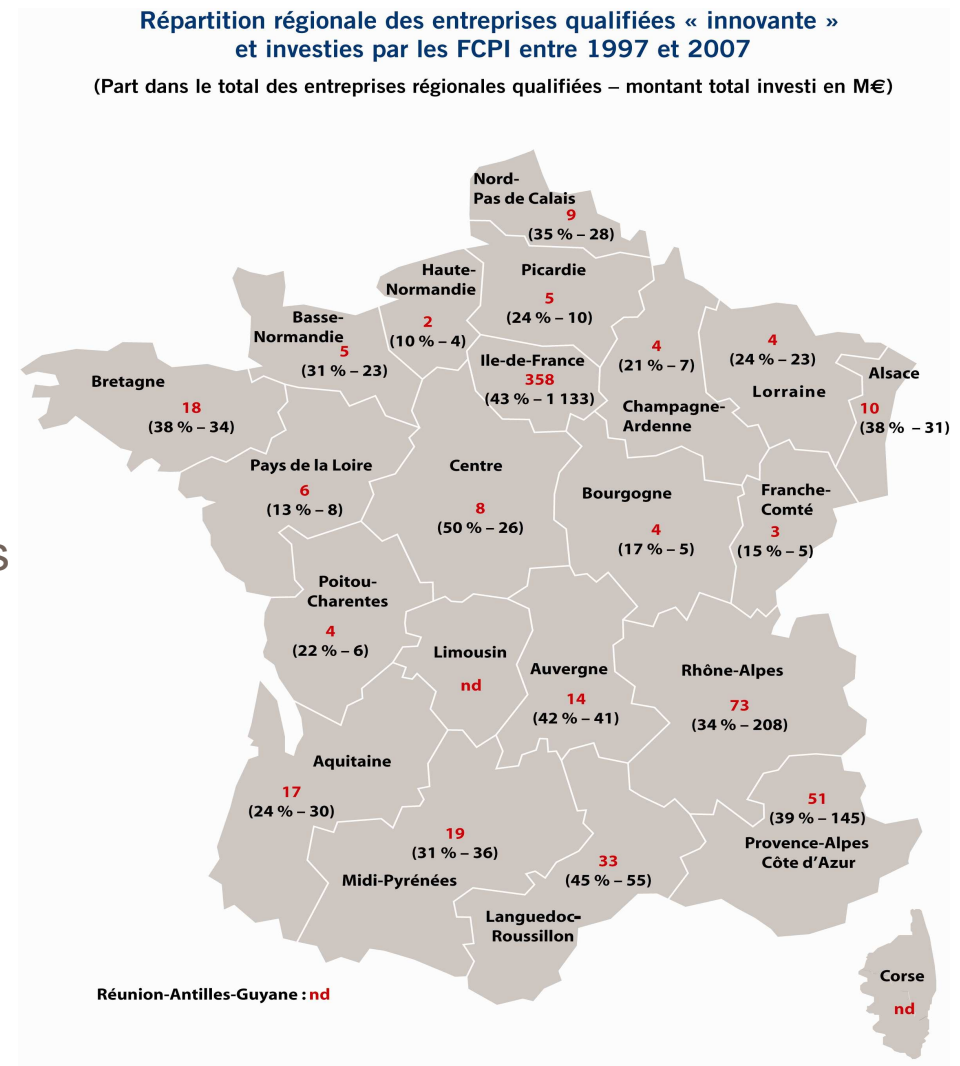 Répartition régionale des entreprises qualifiées « innovante »
et investies par les FCPI entre 1997 et 2007
(Part dans le total des entreprises régionales qualifiées – montant total investi en M€)
Nord-
Pas de Calais
9
(35 % – 28)
Haute-
Normandie
2
(10 % – 4)
Picardie
5
(24 % – 10)
Basse-
Normandie
5
(31 % – 23)
Ile-de-France
358
(43 % – 1 133)
4
(21 % – 7)
Champagne-
Ardenne
4
(24 % – 23)
Lorraine
Alsace
10
(38 % – 31)
Bretagne
18
(38 % – 34)
Pays de la Loire
6
(13 % – 8)
Centre
8
(50 % – 26)
Bourgogne
4
(17 % – 5)
Franche-
Comté
3
(15 % – 5)
s
Poitou-
Charentes
4
(22 % – 6)
Limousin
nd
Auvergne
14
(42 % – 41)
Rhône-Alpes
73
(34 % – 208)
Aquitaine
17
(24 % – 30)
19
(31 % – 36)
Midi-Pyrénées
33
(45 % – 55)
Languedoc-
Roussillon
51
(39 % – 145)
Provence-Alpes
Côte d’Azur
Corse
nd
Réunion-Antilles-Guyane : nd